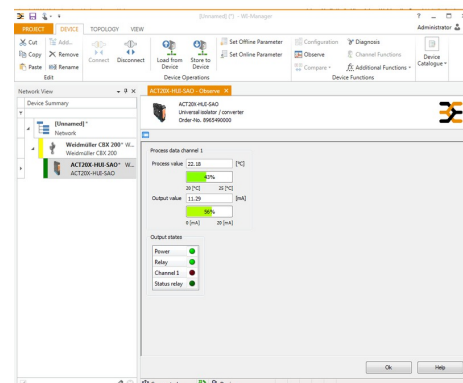 [Unnamed] (*) - WI-Manager
PROJECT DEVICE TOPOLOGY VIEW Administrator
Cut Add...
Copy Remove
Paste Rename
Edit
Connect Disconnect
Load from Device Store to Device
Set Offline Parameter
Set Online Parameter
Device Operations
Configuration Diagnosis
Observe Channel Functions
Compare Additional Functions
Device Functions
Device Catalogue
Network View
Device Summary
[Unnamed] *
Network
Weidmüller CBX 200* W...
Weidmüller CBX 200
ACT20X-HUI-SAO* W...
ACT20X-HUI-SAO
ACT20X-HUI-SAO - Observe
ACT20X-HUI-SAO
Universal isolator / converter
Order-No. 8965490000
Process data channel 1
Process value 22.18 [°C]
43%
20 [°C] 25 [°C]
Output value 11.29 [mA]
56%
0 [mA] 20 [mA]
Output states
Power
Relay
Channel 1
Status relay
Ok Help